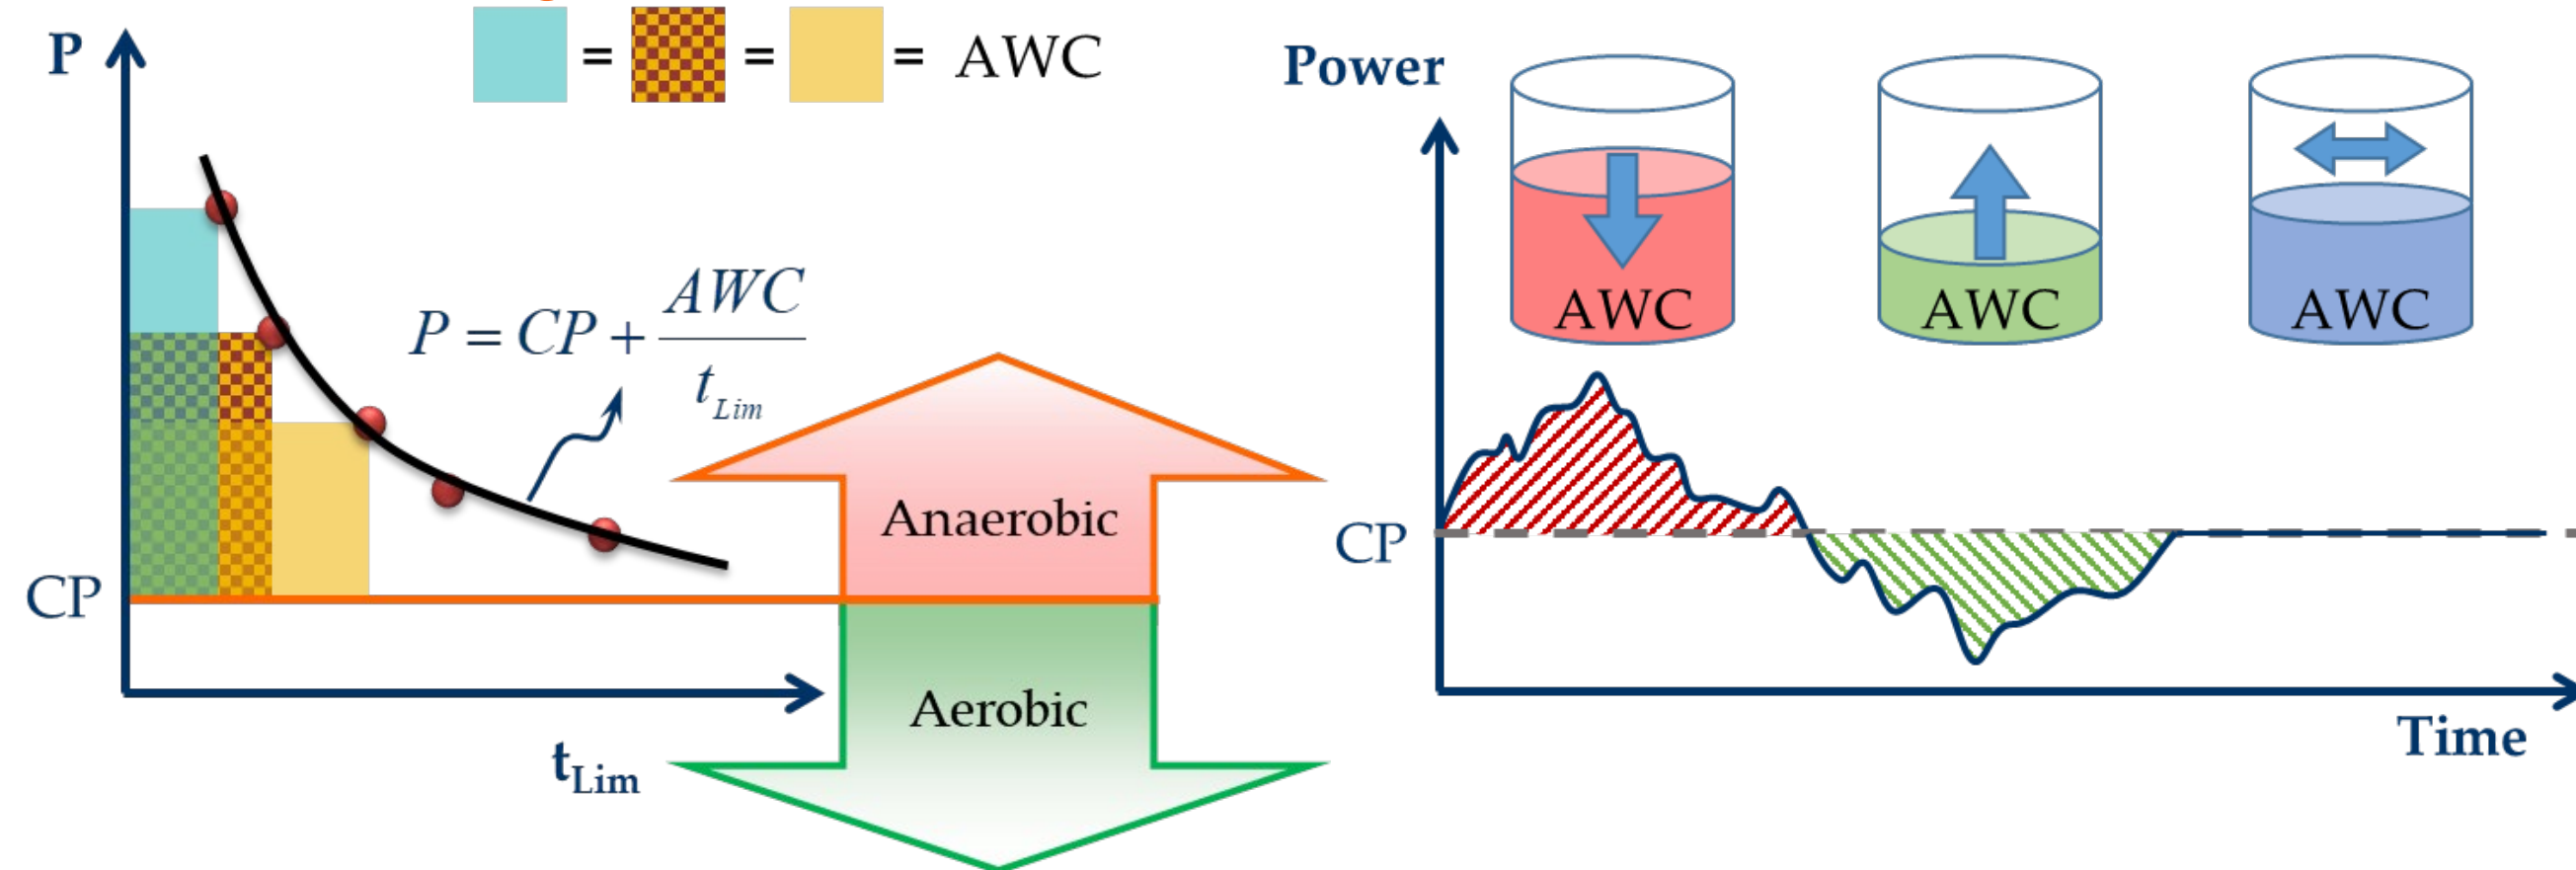 P
= = = AWC
P = CP + AWC / t_Lim
CP
t_Lim
Anaerobic
Aerobic
Power
AWC
AWC
AWC
CP
Time